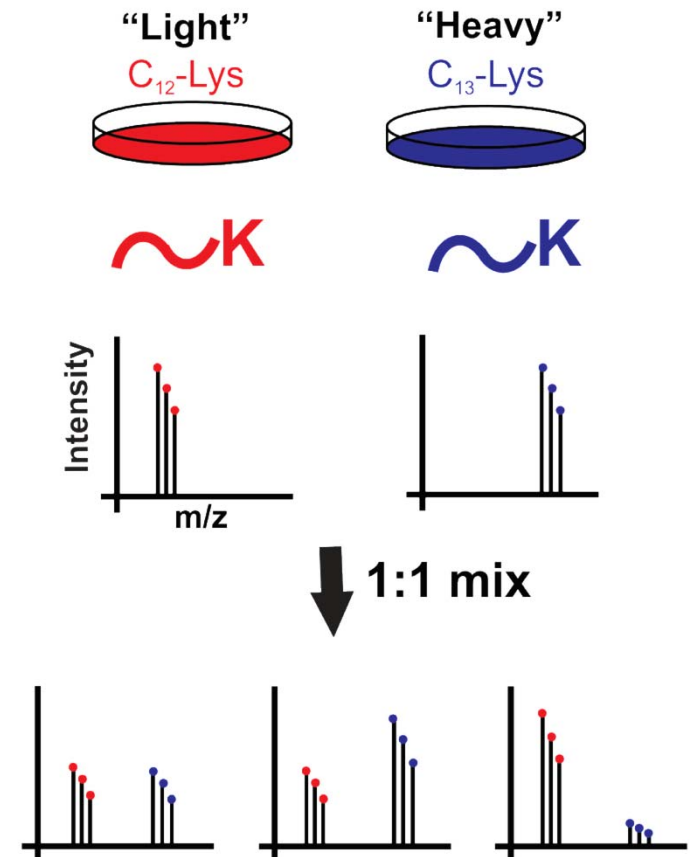 “Light” “Heavy”
C₁₂-Lys C₁₃-Lys
K K
Intensity
m/z
1:1 mix